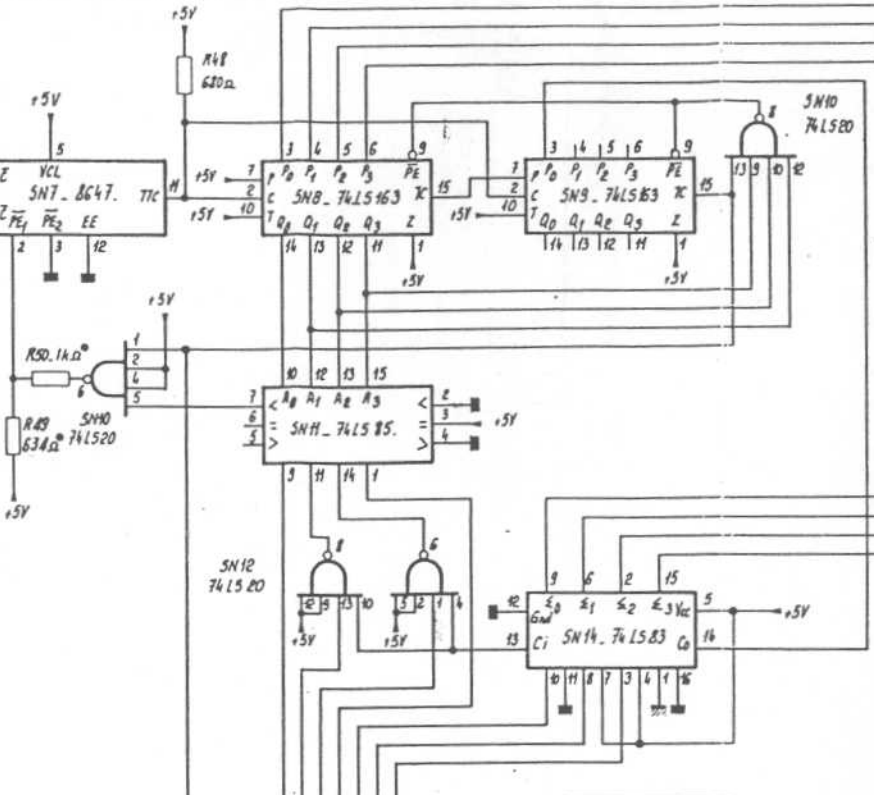 +5V
R48
680Ω
+5V
5
VCL
SN7_8647.
TTC
11
PE1 PE2 EE
2 3 12
3 4 5 6 9
P0 P1 P2 P3 PE
+5V 7 P
2 C
+5V 10 T
SN8_74LS163
TC 15
Q0 Q1 Q2 Q3 Z
14 13 12 11 1
+5V
3 4 5 6 9
P0 P1 P2 P3 PE
7 P
2 C
+5V 10 T
SN9_74LS163
TC 15
Q0 Q1 Q2 Q3 Z
14 13 12 11 1
+5V
8
SN10
74LS20
13 9 10 12
+5V
R50_1kΩ
6
1
2
4
5
SN10
74LS20
R49
634Ω
+5V
10 12 13 15
A0 A1 A2 A3
7 <
6 =
5 >
SN11_74LS85.
< 2
= 3 +5V
> 4
9 11 14 1
SN12
74LS20
8
12 9 13 10
+5V
6
5 2 1 4
+5V
9 6 2 15
Σ0 Σ1 Σ2 Σ3 Vcc 5 +5V
12 Gnd
13 Ci
SN14_74LS83
C0 14
10 11 8 7 3 4 1 16